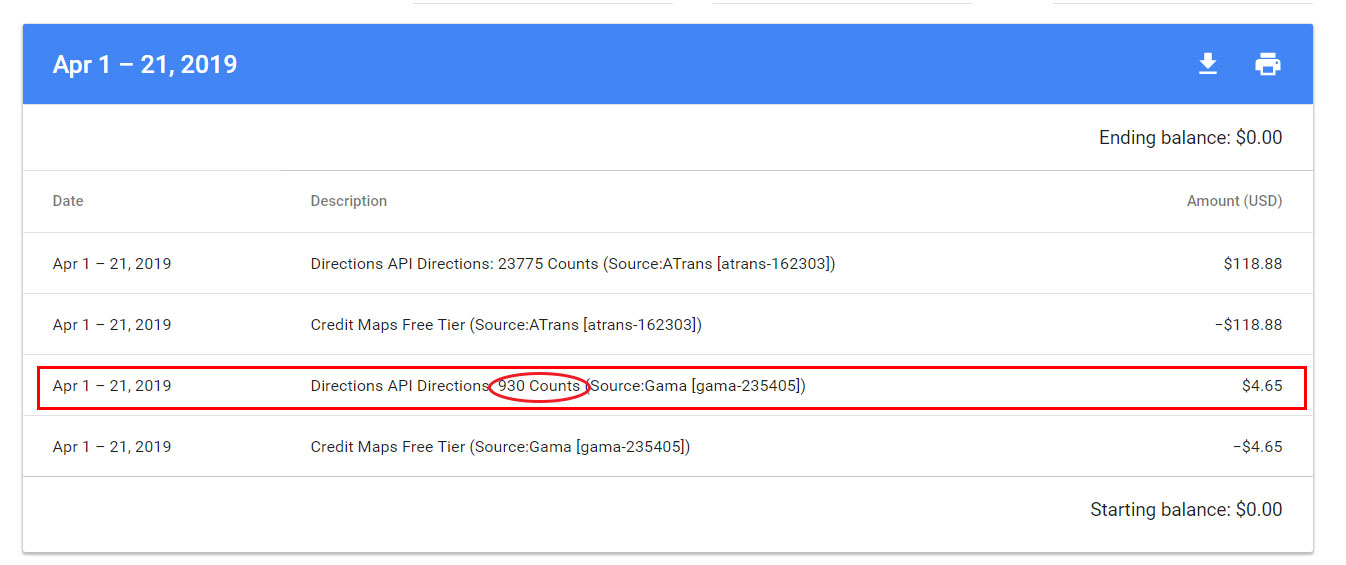 Apr 1 – 21, 2019
Ending balance: $0.00
Date Description Amount (USD)
Apr 1 – 21, 2019 Directions API Directions: 23775 Counts (Source:ATrans [atrans-162303]) $118.88
Apr 1 – 21, 2019 Credit Maps Free Tier (Source:ATrans [atrans-162303]) −$118.88
Apr 1 – 21, 2019 Directions API Directions: 930 Counts (Source:Gama [gama-235405]) $4.65
Apr 1 – 21, 2019 Credit Maps Free Tier (Source:Gama [gama-235405]) −$4.65
Starting balance: $0.00